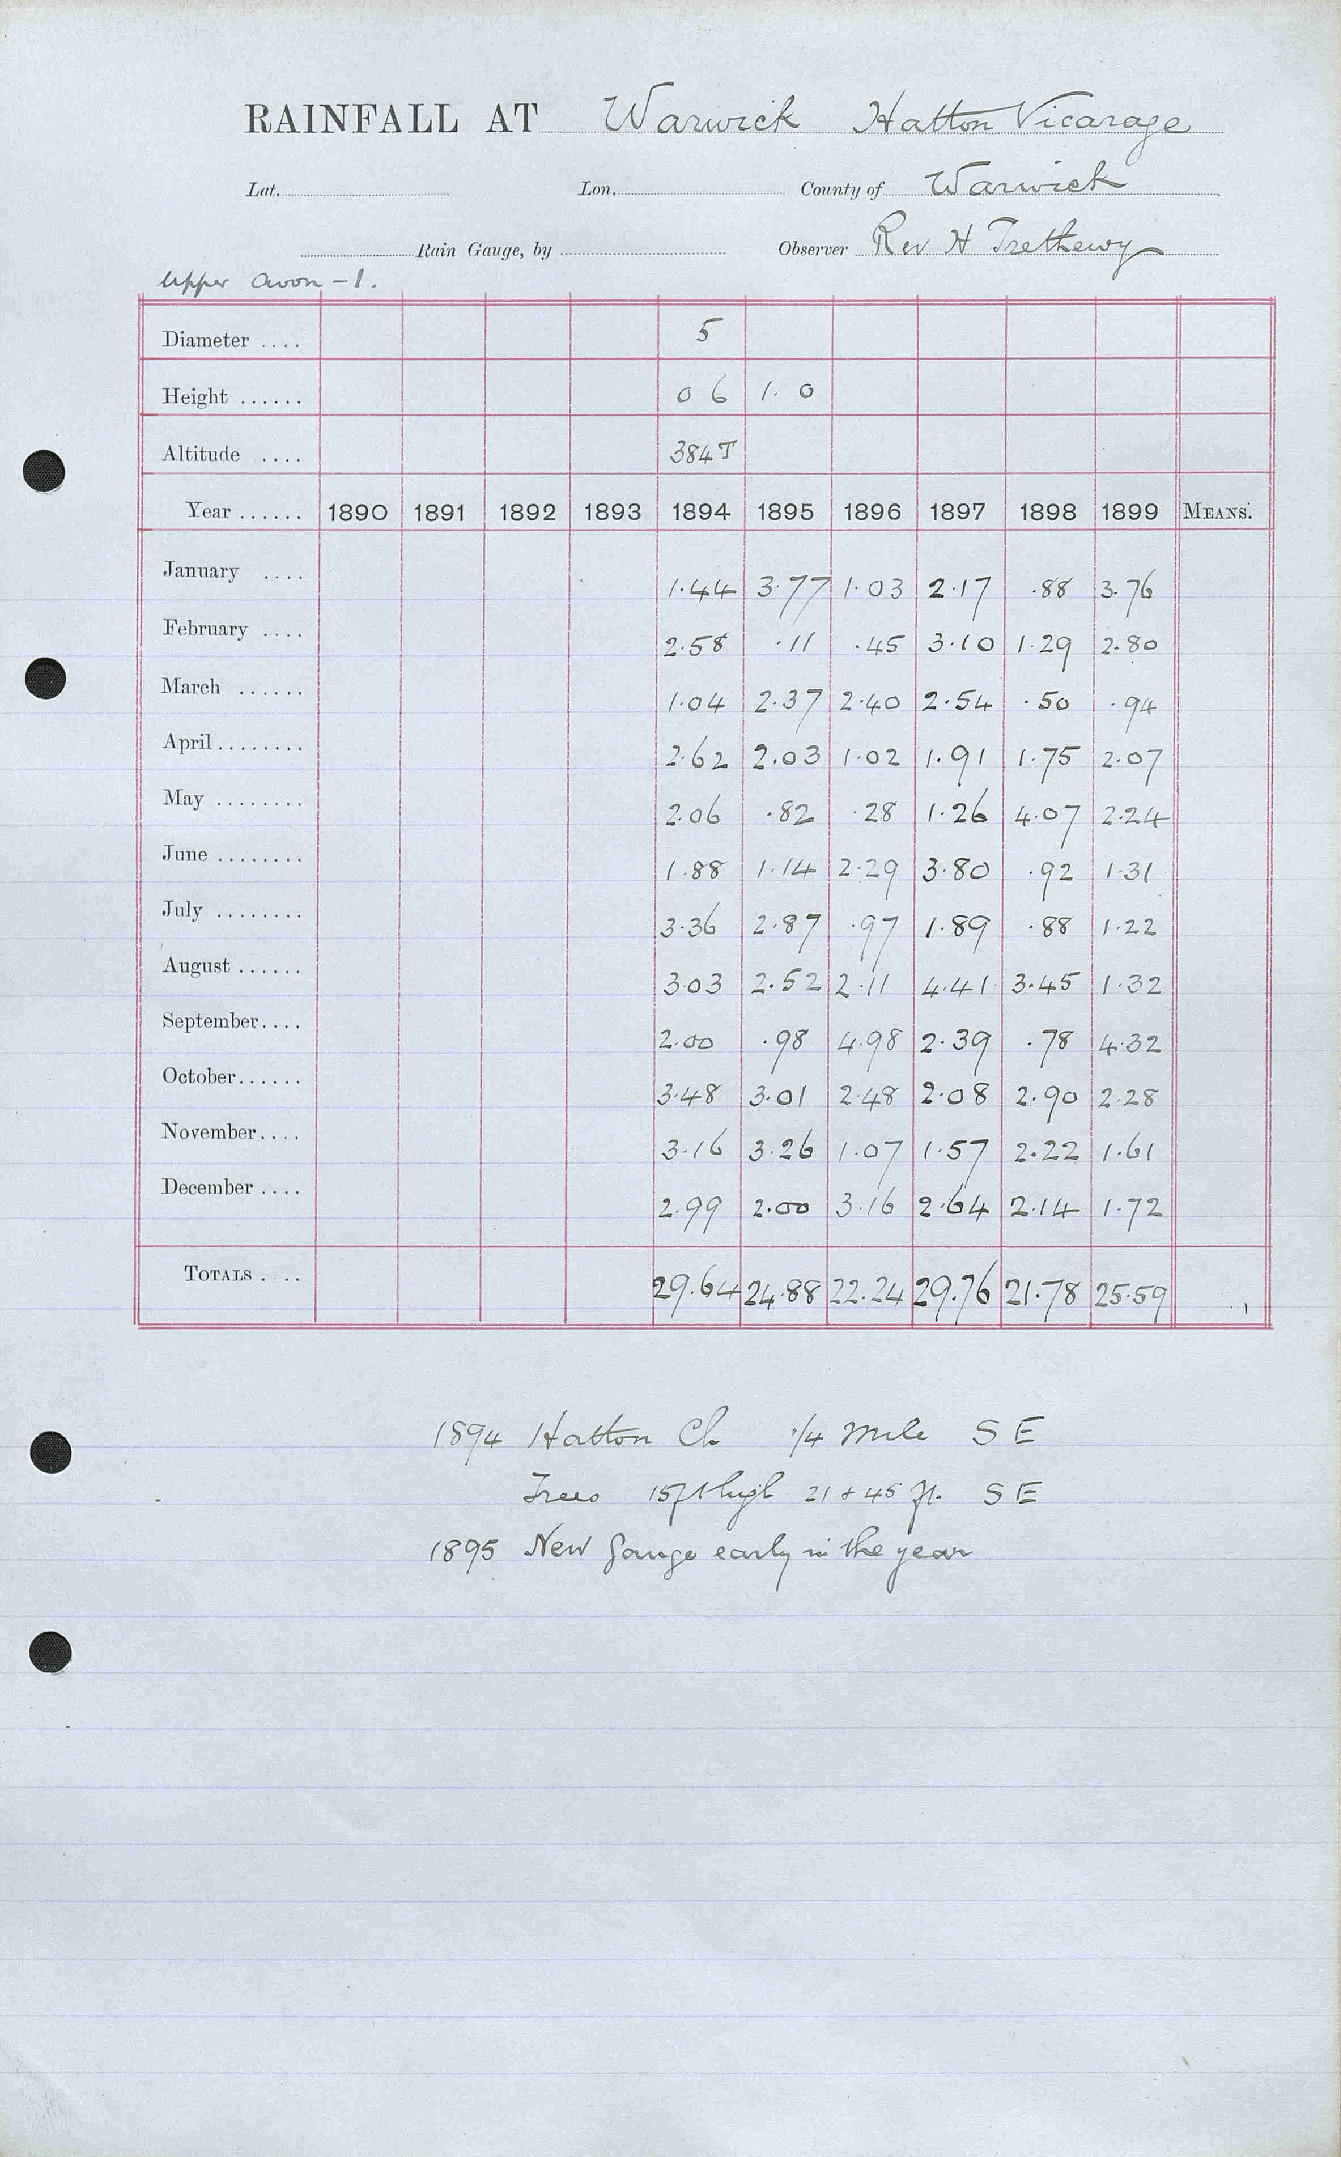 RAINFALL AT Warwick Hatton Vicarage
Lat. Lon. County of Warwick
Rain Gauge, by Observer Rev H Trethewy
Upper Avon - 1.
Diameter .... 5
Height ...... 0 6 1. 0
Altitude .... 384 T
Year ...... 1890 1891 1892 1893 1894 1895 1896 1897 1898 1899 MEANS.
January .... 1.44 3.77 1.03 2.17 .88 3.76
February .... 2.58 .11 .45 3.10 1.29 2.80
March ...... 1.04 2.37 2.40 2.54 .50 .94
April ........ 2.62 2.03 1.02 1.91 1.75 2.07
May ........ 2.06 .82 .28 1.26 4.07 2.24
June ........ 1.88 1.14 2.29 3.80 .92 1.31
July ........ 3.36 2.87 .97 1.89 .88 1.22
August ...... 3.03 2.52 2.11 4.41 3.45 1.32
September.... 2.00 .98 4.98 2.39 .78 4.32
October...... 3.48 3.01 2.48 2.08 2.90 2.28
November.... 3.16 3.26 1.07 1.57 2.22 1.61
December .... 2.99 2.00 3.16 2.64 2.14 1.72
TOTALS .... 29.64 24.88 22.24 29.76 21.78 25.59
1894 Hatton Ch. 1/4 mile S E
Trees 15ft high 21 + 45 ft. S E
1895 New Gauge early in the year